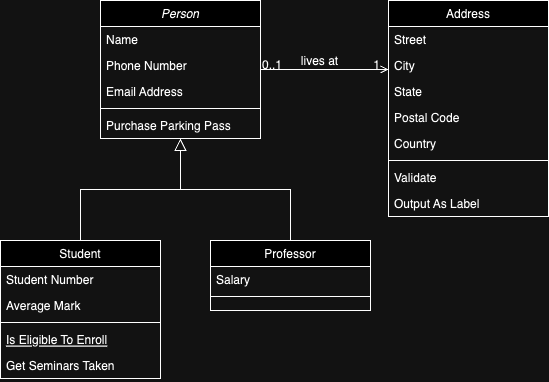 Person
Name
Phone Number
Email Address
Purchase Parking Pass
0..1
lives at
1
Address
Street
City
State
Postal Code
Country
Validate
Output As Label
Student
Student Number
Average Mark
Is Eligible To Enroll
Get Seminars Taken
Professor
Salary